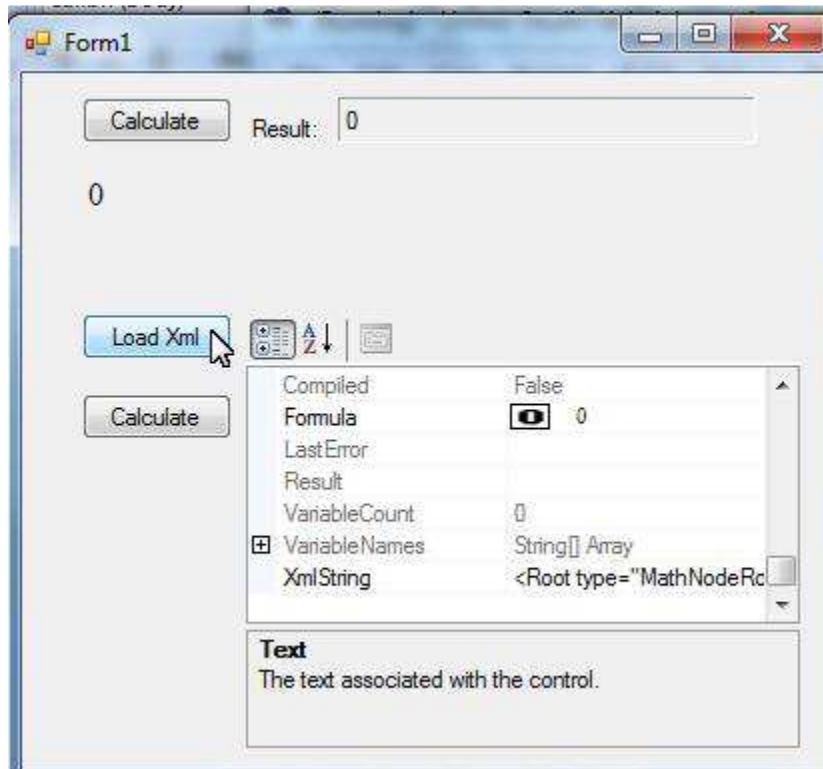 Form1
Calculate Result: 0
0
Load Xml
Calculate
Compiled False
Formula 0 0
LastError
Result
VariableCount 0
VariableNames String[] Array
XmlString <Root type="MathNodeRo
Text
The text associated with the control.